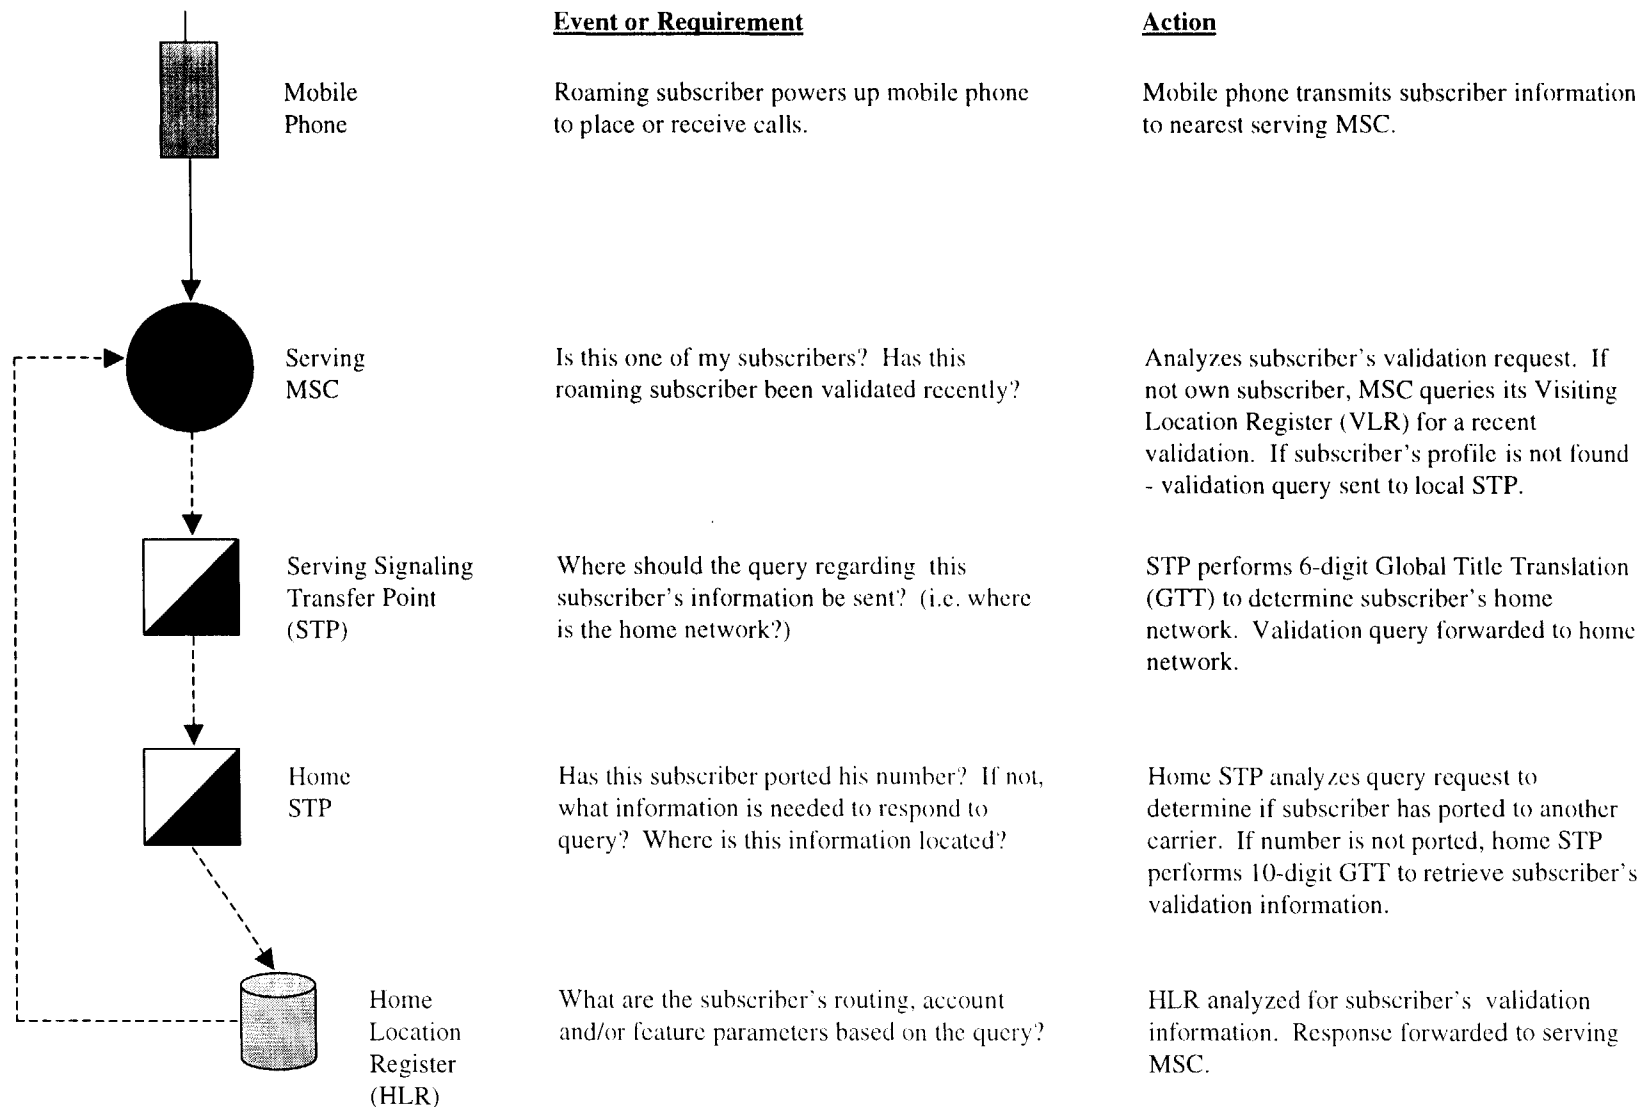 Event or Requirement
Action
Mobile
Phone
Roaming subscriber powers up mobile phone
to place or receive calls.
Mobile phone transmits subscriber information
to nearest serving MSC.
Serving
MSC
Is this one of my subscribers?  Has this
roaming subscriber been validated recently?
Analyzes subscriber's validation request.  If
not own subscriber, MSC queries its Visiting
Location Register (VLR) for a recent
validation.  If subscriber's profile is not found
- validation query sent to local STP.
Serving Signaling
Transfer Point
(STP)
Where should the query regarding this
subscriber's information be sent?  (i.e. where
is the home network?)
STP performs 6-digit Global Title Translation
(GTT) to determine subscriber's home
network.  Validation query forwarded to home
network.
Home
STP
Has this subscriber ported his number?  If not,
what information is needed to respond to
query?  Where is this information located?
Home STP analyzes query request to
determine if subscriber has ported to another
carrier.  If number is not ported, home STP
performs 10-digit GTT to retrieve subscriber's
validation information.
Home
Location
Register
(HLR)
What are the subscriber's routing, account
and/or feature parameters based on the query?
HLR analyzed for subscriber's validation
information.  Response forwarded to serving
MSC.